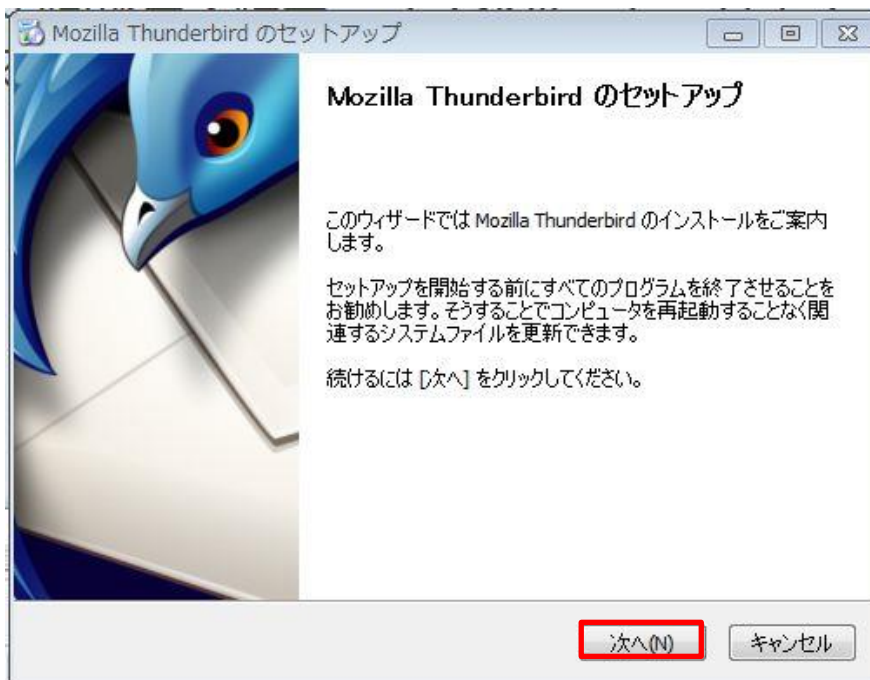 Mozilla Thunderbird のセットアップ
Mozilla Thunderbird のセットアップ
このウィザードでは Mozilla Thunderbird のインストールをご案内
します。
セットアップを開始する前にすべてのプログラムを終了させることを
お勧めします。そうすることでコンピュータを再起動することなく関
連するシステムファイルを更新できます。
続けるには [次へ] をクリックしてください。
次へ(N)
キャンセル